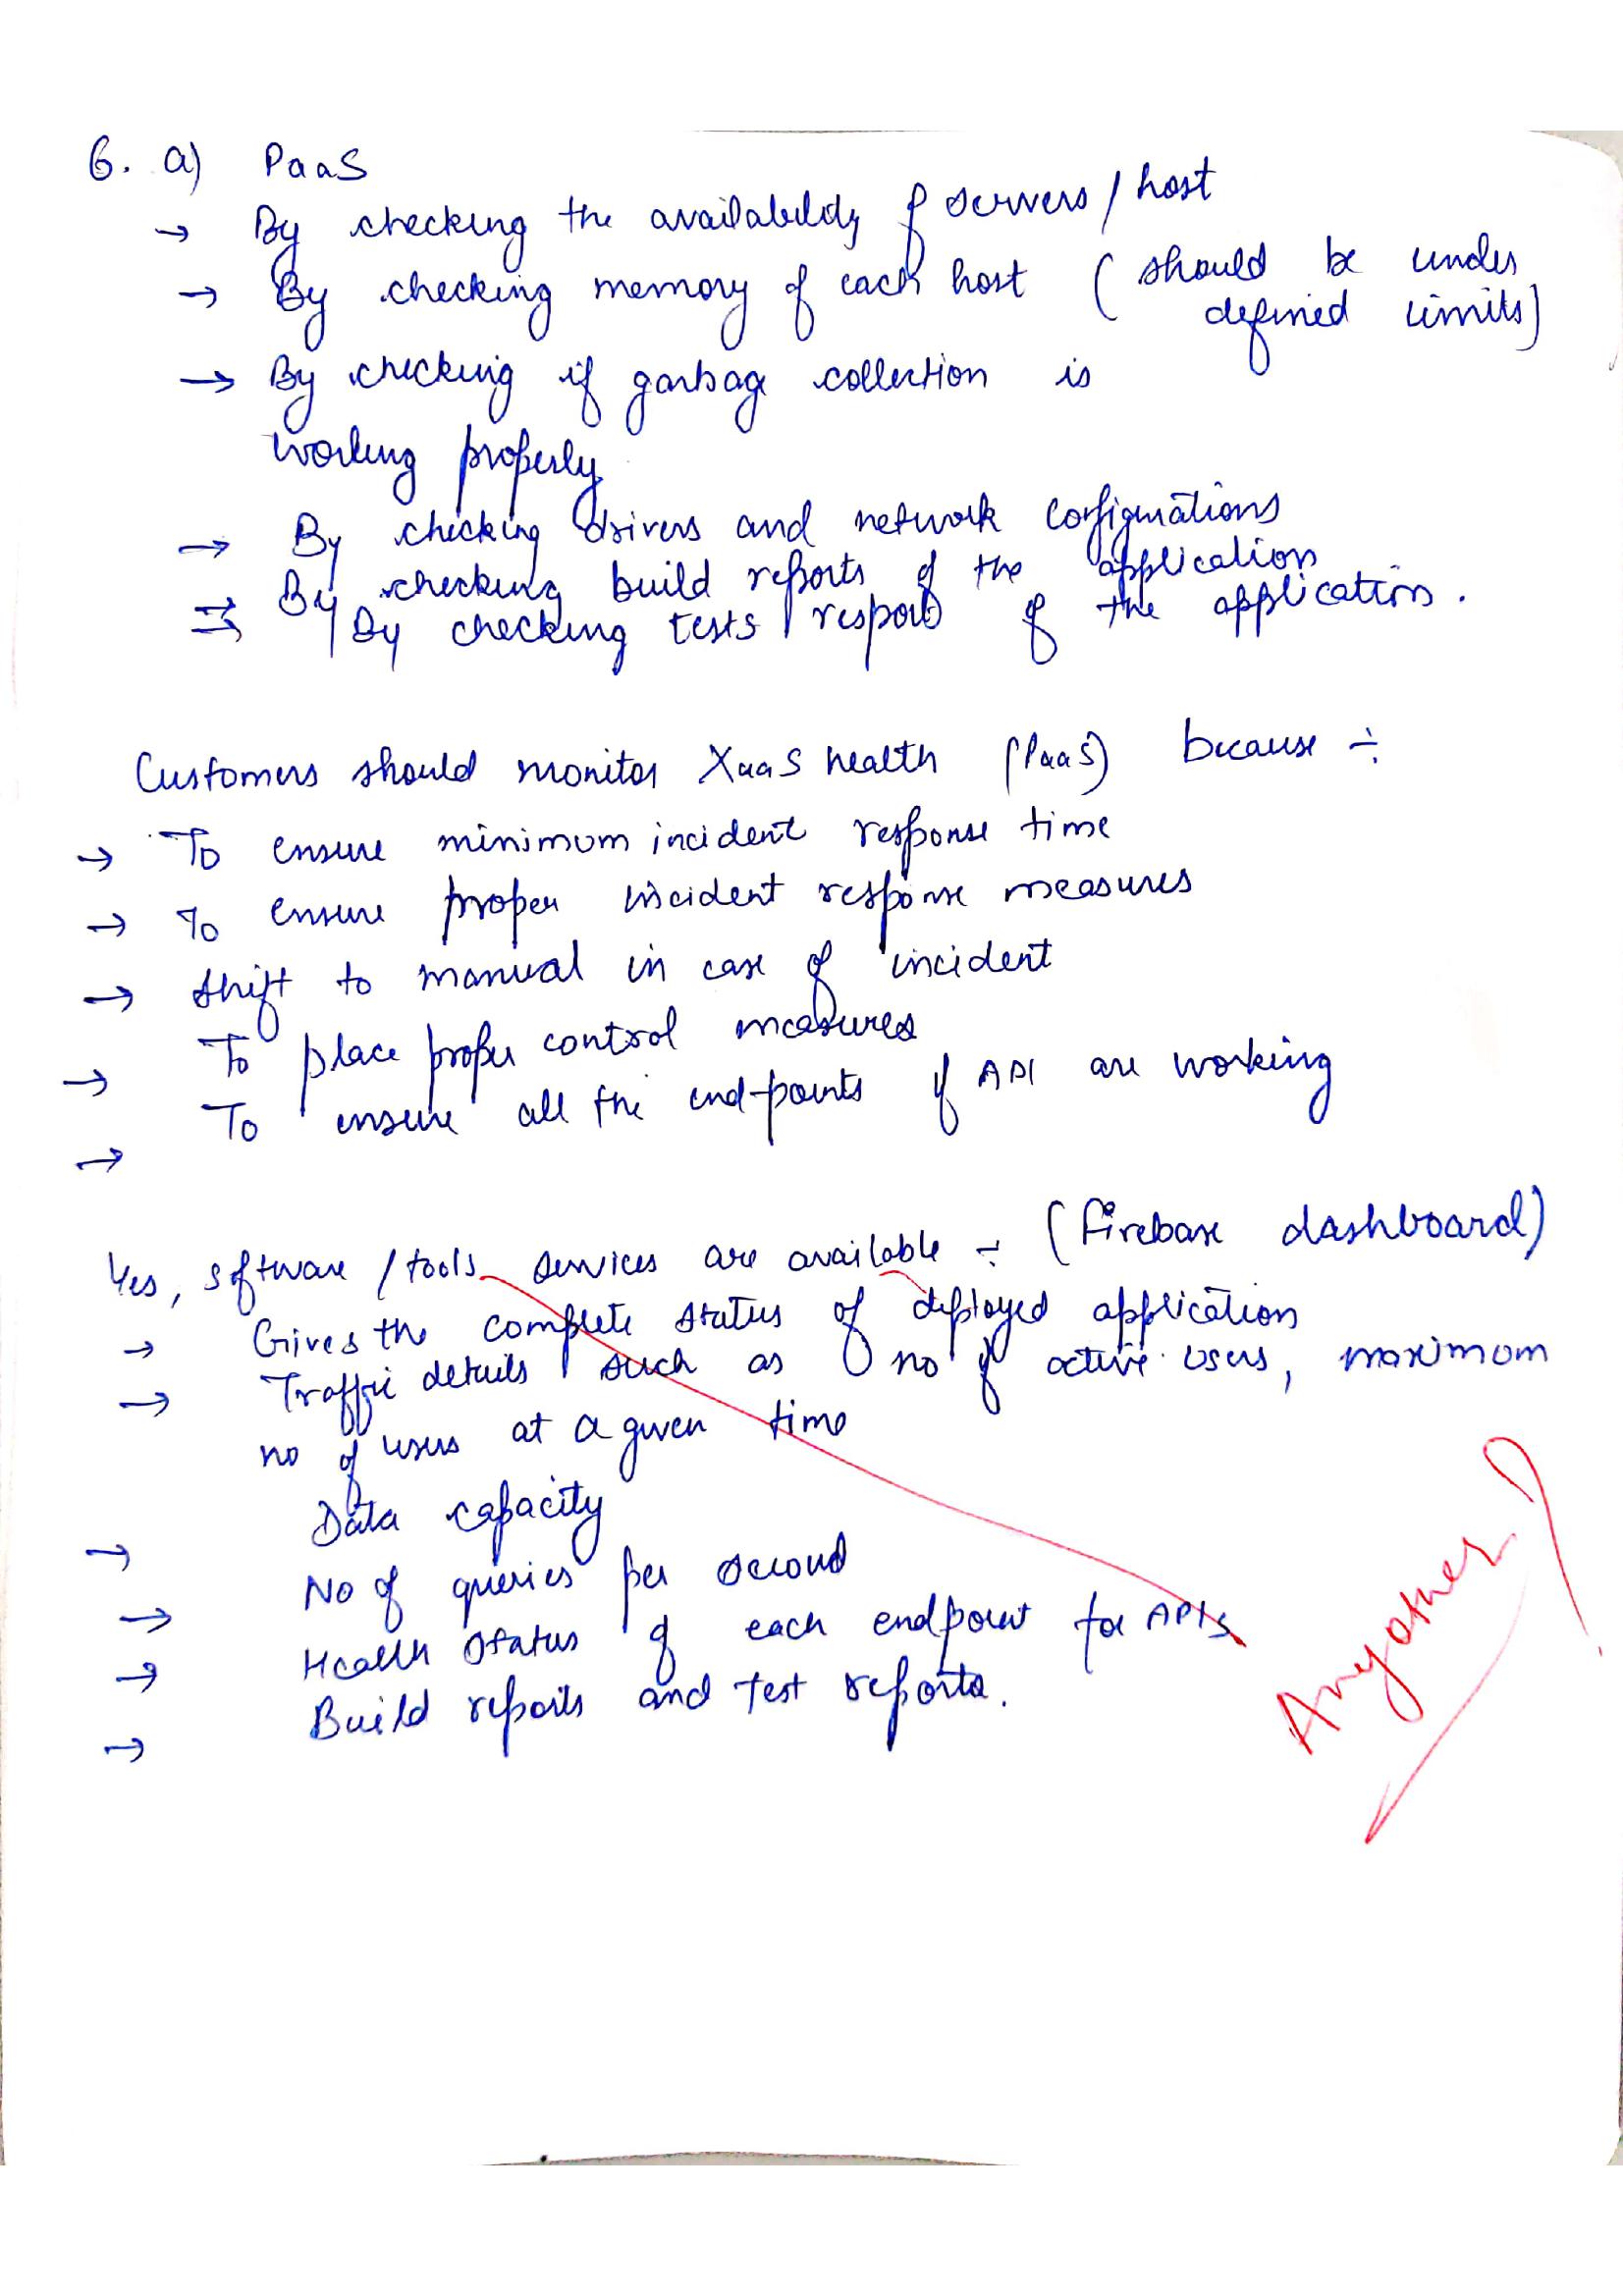 6. a) PaaS
→ By checking the availability of servers / host
→ By checking memory of each host ( should be under
defined limits)
→ By checking if garbage collection is
working properly
→ By checking drivers and network configurations
→ By checking build reports of the application
→ By checking tests report of the application.
Customers should monitor XaaS health (PaaS) because ÷
→ To ensure minimum incident response time
→ To ensure proper incident response measures
→ Shift to manual in case of incident
→ To place proper control measures
→ To ensure all the end-points of API are working
Yes, software / tools services are available ÷ (Firebase dashboard)
→ Gives the complete status of deployed application
→ Traffic details such as no of active users, maximum
no of users at a given time
→ Data capacity
→ No of queries per second
→ Health status of each endpoint for APIs
→ Build reports and test reports.
Any other ?